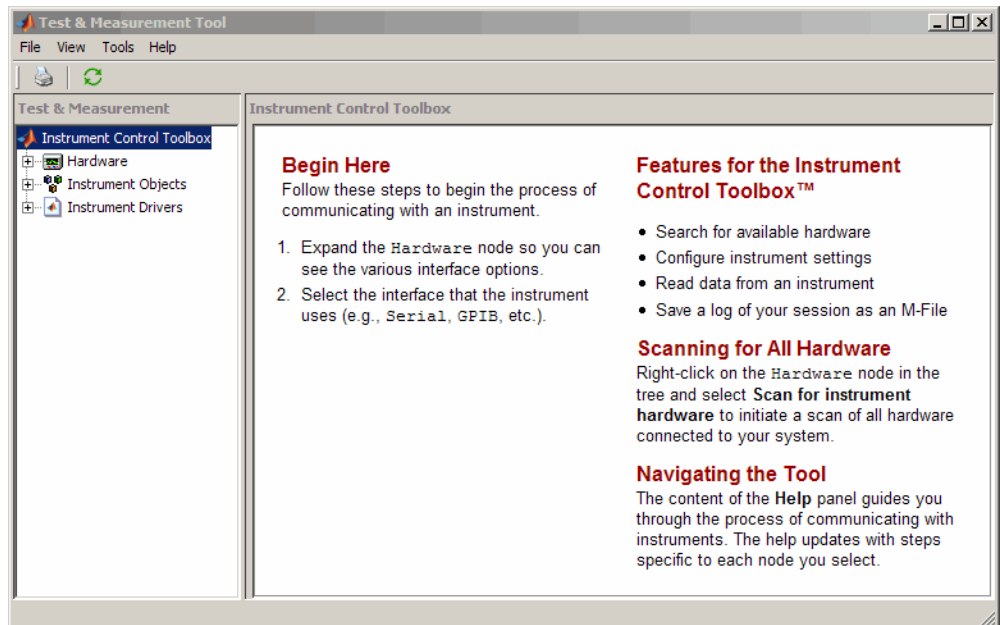 Test & Measurement Tool
File View Tools Help
Test & Measurement
Instrument Control Toolbox
Hardware
Instrument Objects
Instrument Drivers
Instrument Control Toolbox
Begin Here
Follow these steps to begin the process of
communicating with an instrument.
1. Expand the Hardware node so you can
see the various interface options.
2. Select the interface that the instrument
uses (e.g., Serial, GPIB, etc.).
Features for the Instrument
Control Toolbox™
• Search for available hardware
• Configure instrument settings
• Read data from an instrument
• Save a log of your session as an M-File
Scanning for All Hardware
Right-click on the Hardware node in the
tree and select Scan for instrument
hardware to initiate a scan of all hardware
connected to your system.
Navigating the Tool
The content of the Help panel guides you
through the process of communicating with
instruments. The help updates with steps
specific to each node you select.